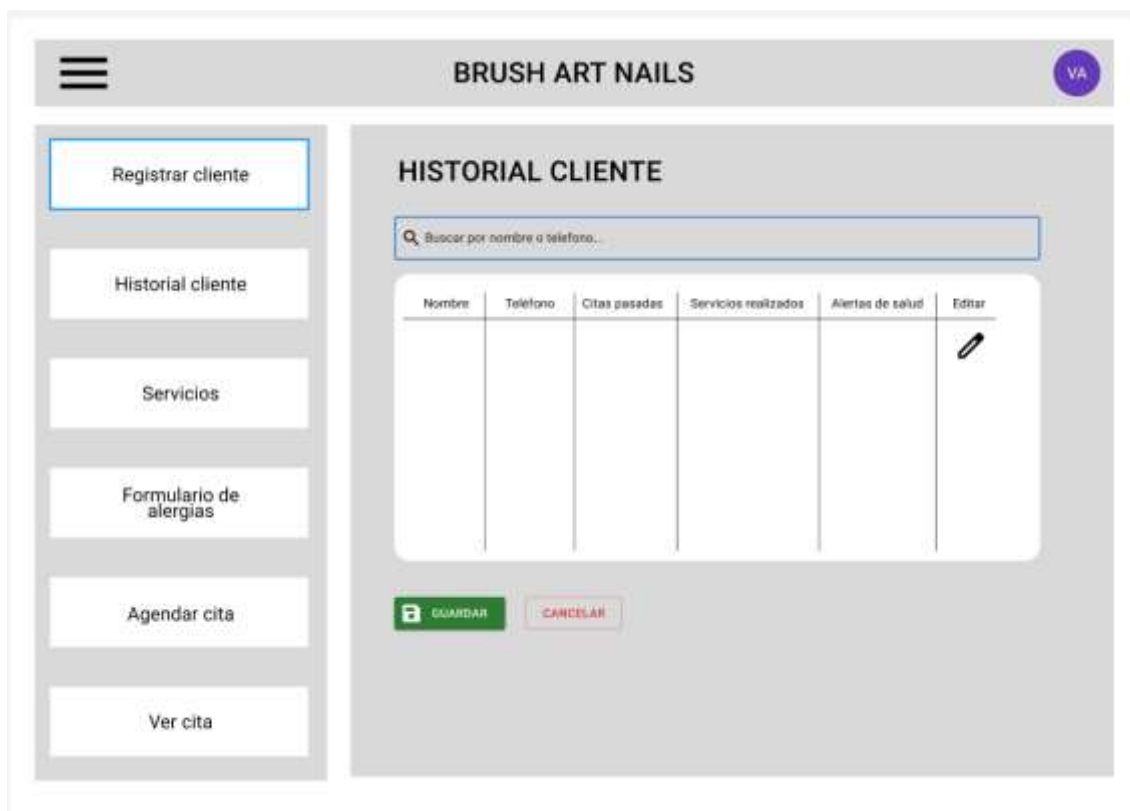 BRUSH ART NAILS
VA
Registrar cliente
Historial cliente
Servicios
Formulario de
alergias
Agendar cita
Ver cita
HISTORIAL CLIENTE
Buscar por nombre o telefono...
Nombre Teléfono Citas pasadas Servicios realizados Alertas de salud Editar
GUARDAR CANCELAR